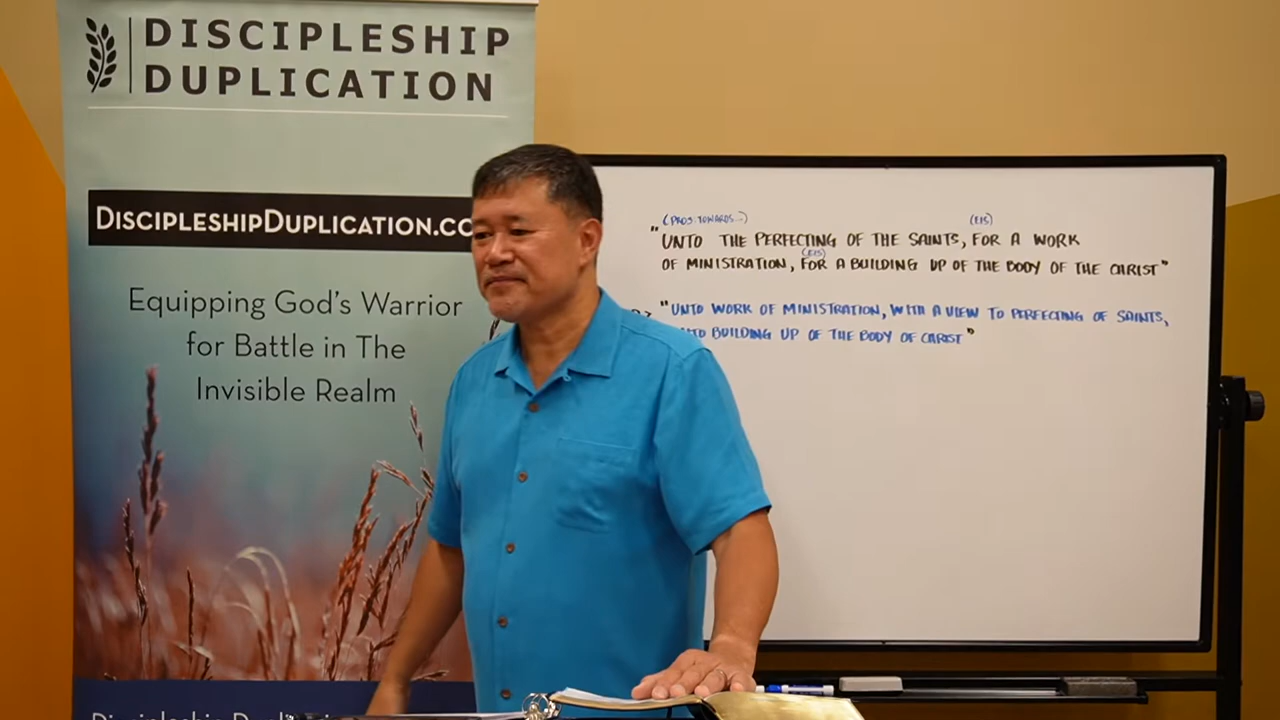 DISCIPLESHIP
DUPLICATION
DISCIPLESHIPDUPLICATION.CO
Equipping God's Warrior
for Battle in The
Invisible Realm
Discipleship
(PROS: TOWARDS...) (EIS)
"UNTO THE PERFECTING OF THE SAINTS, FOR A WORK
(EIS)
OF MINISTRATION, FOR A BUILDING UP OF THE BODY OF THE CHRIST"
"UNTO WORK OF MINISTRATION, WITH A VIEW TO PERFECTING OF SAINTS,
BUILDING UP OF THE BODY OF CHRIST"